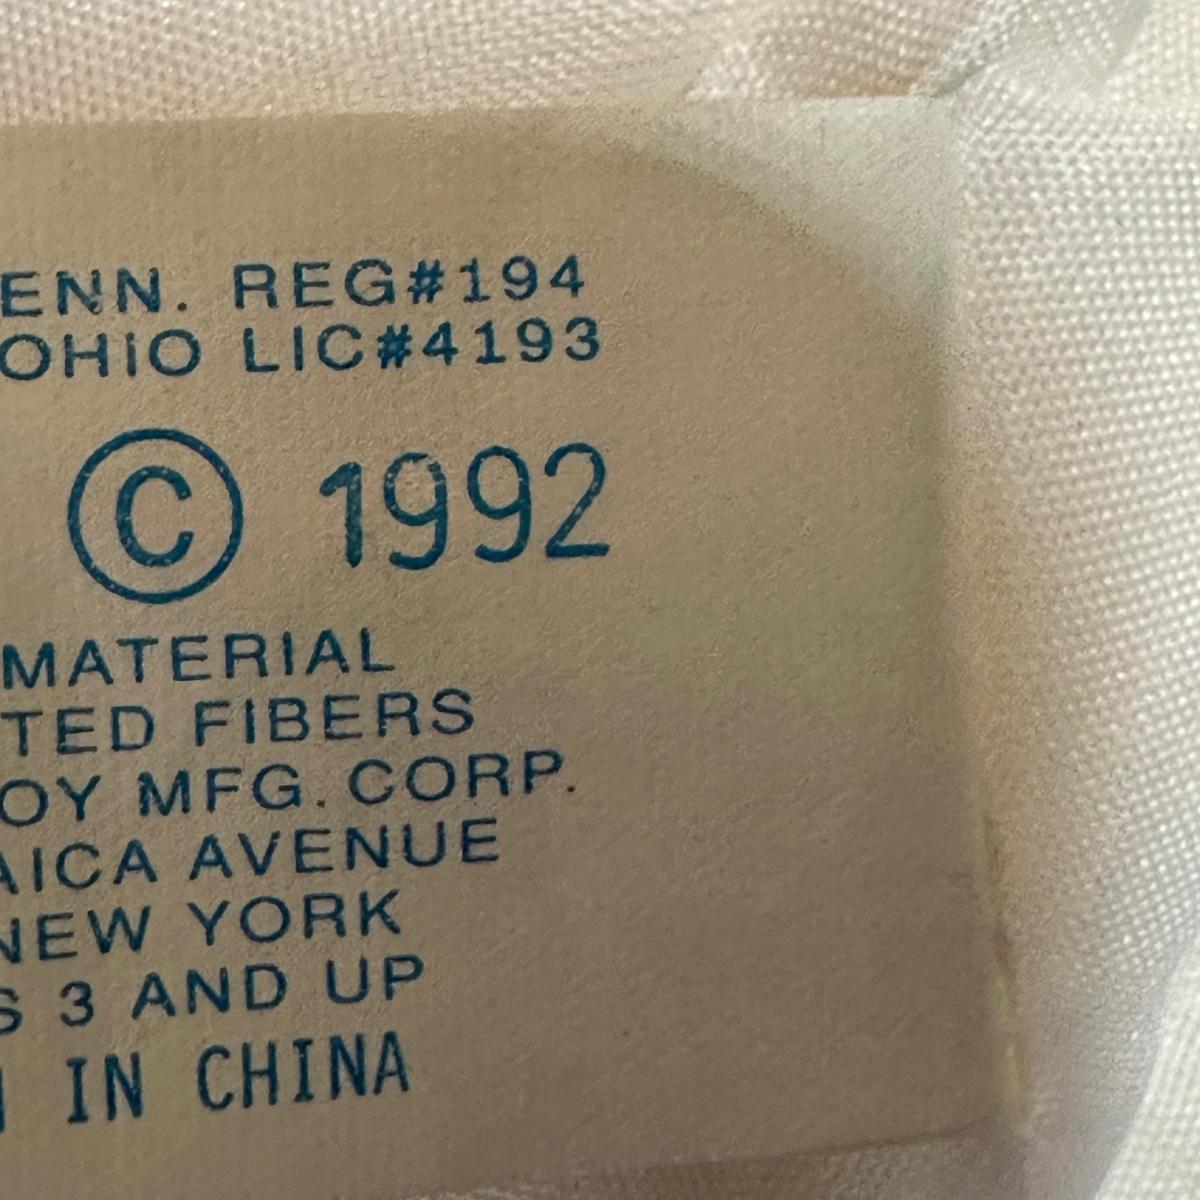 ENN. REG#194
OHIO LIC#4193
© 1992
MATERIAL
TED FIBERS
OY MFG. CORP.
AICA AVENUE
NEW YORK
S 3 AND UP
IN CHINA